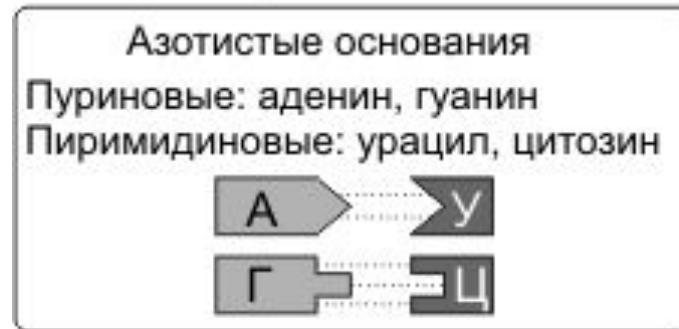 Азотистые основания
Пуриновые: аденин, гуанин
Пиримидиновые: урацил, цитозин
А У
Г Ц